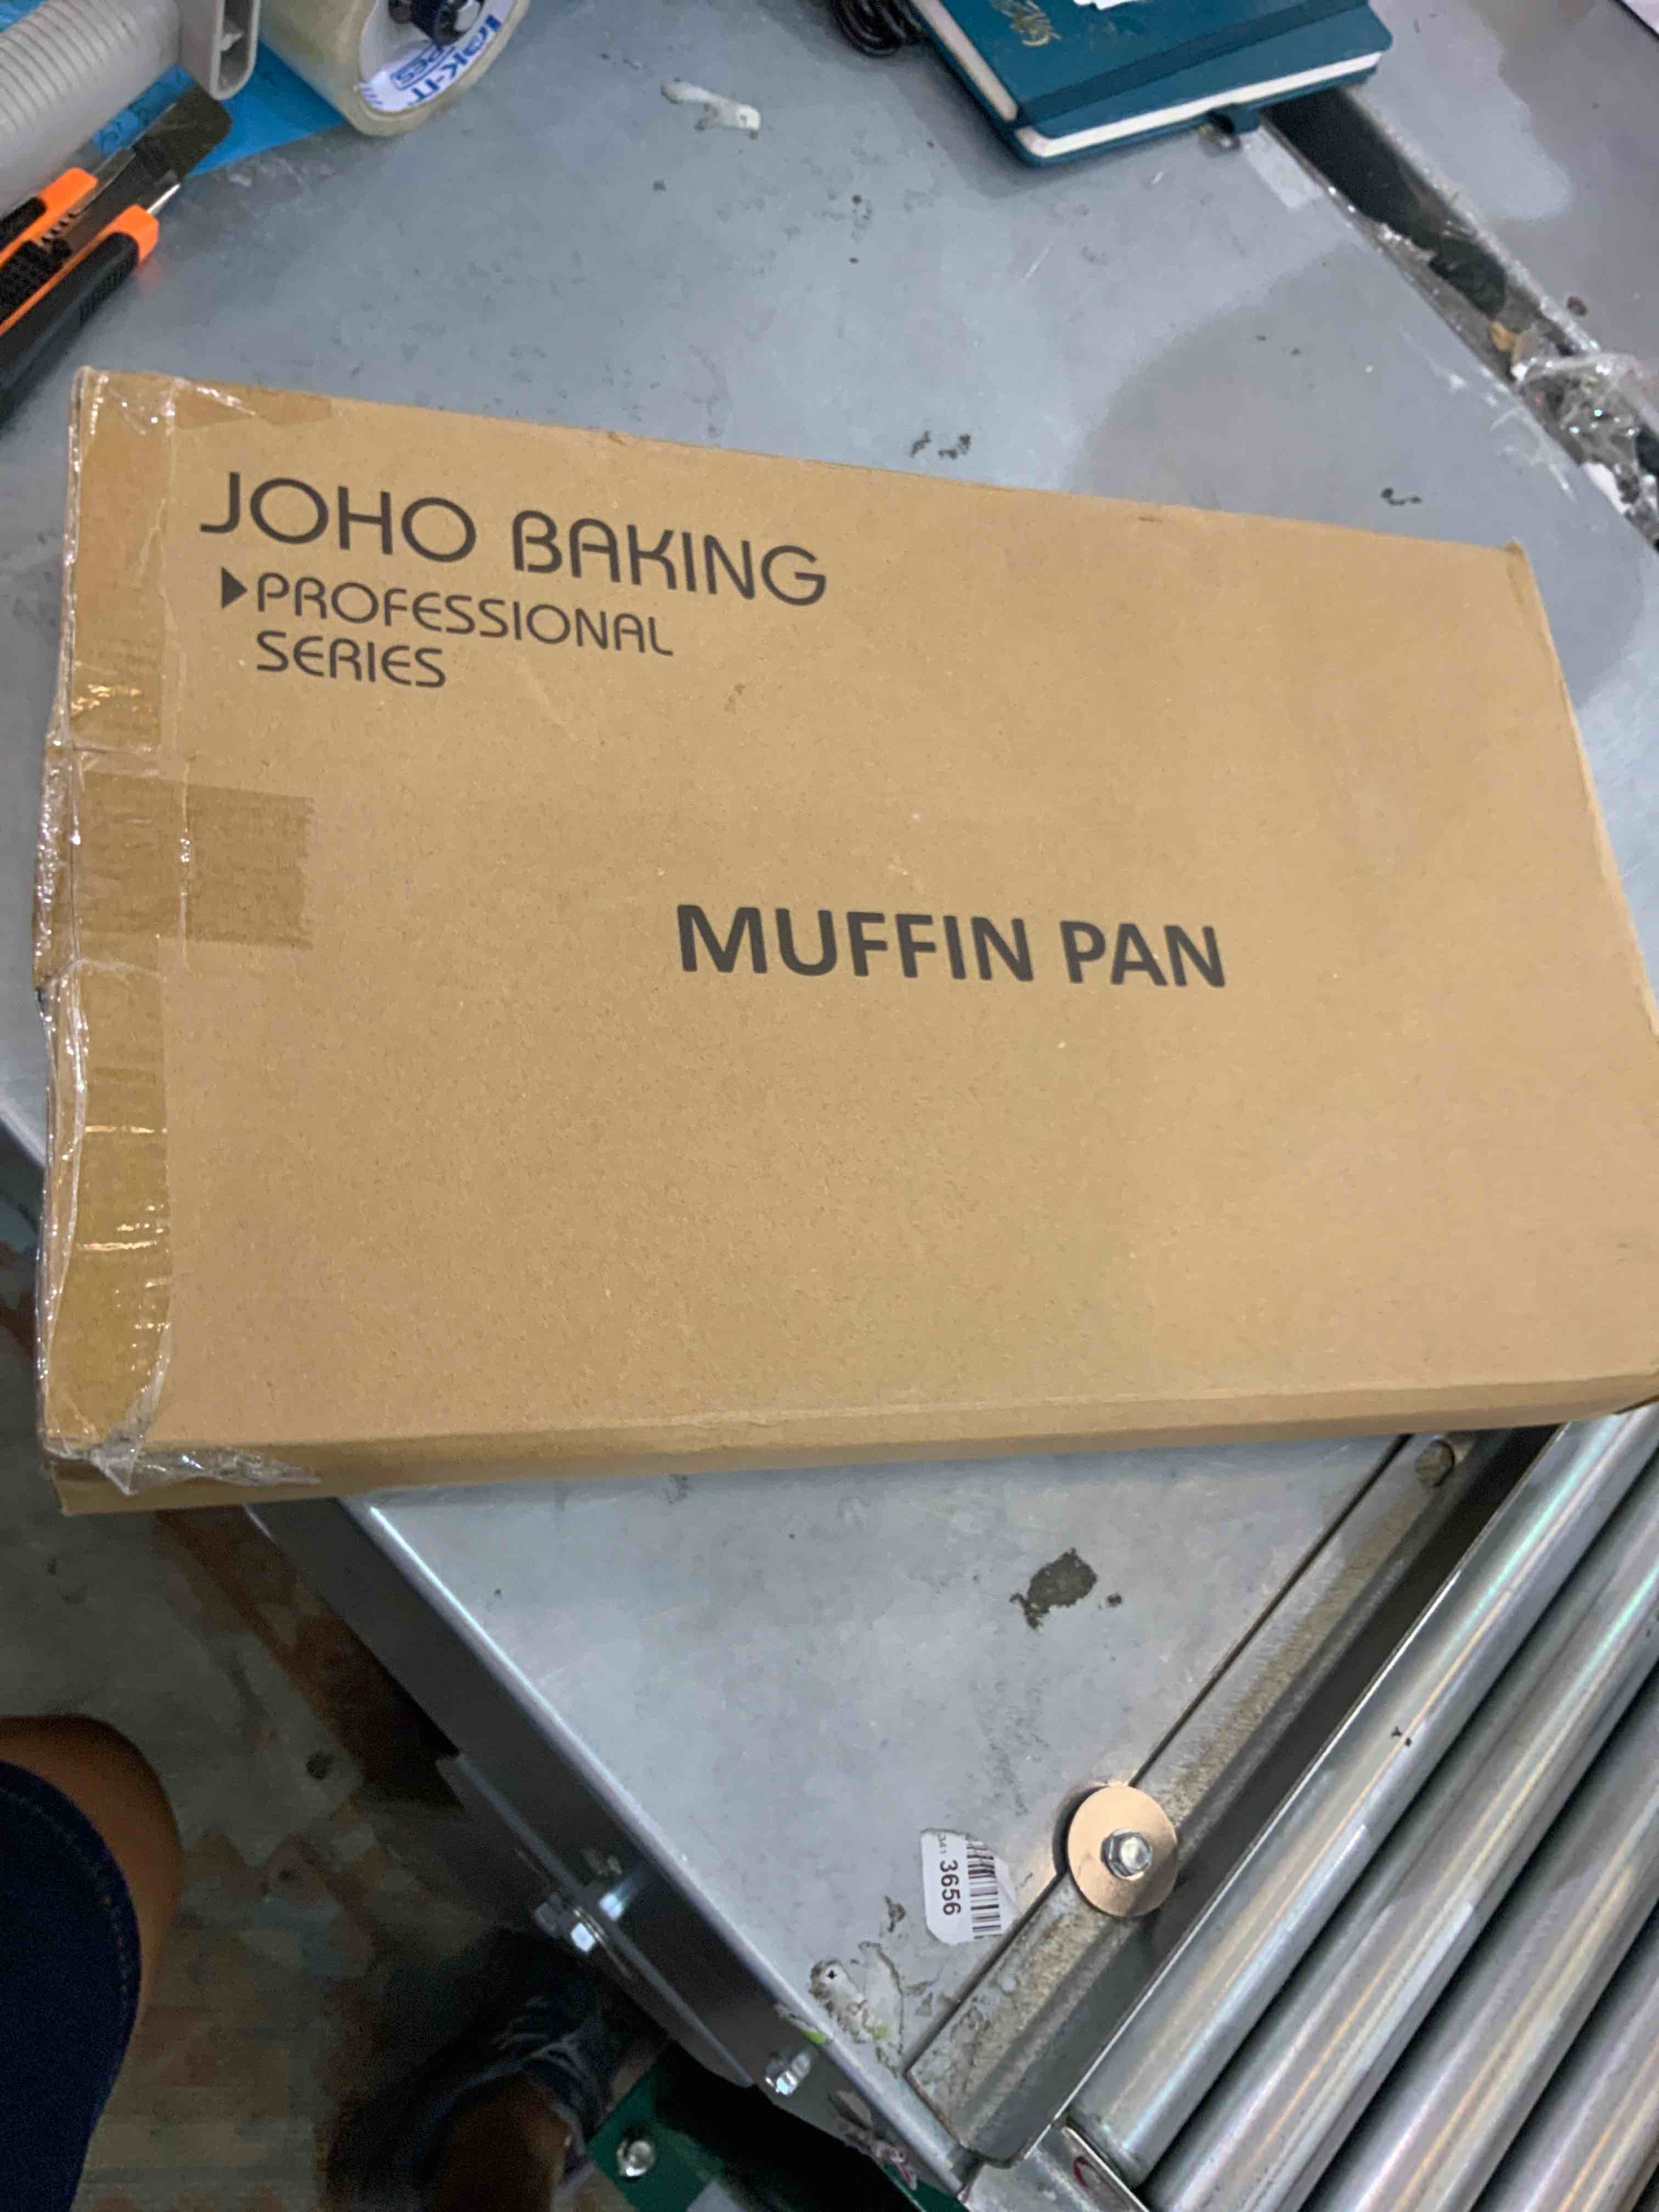 JOHO BAKING
PROFESSIONAL
SERIES
MUFFIN PAN
3656